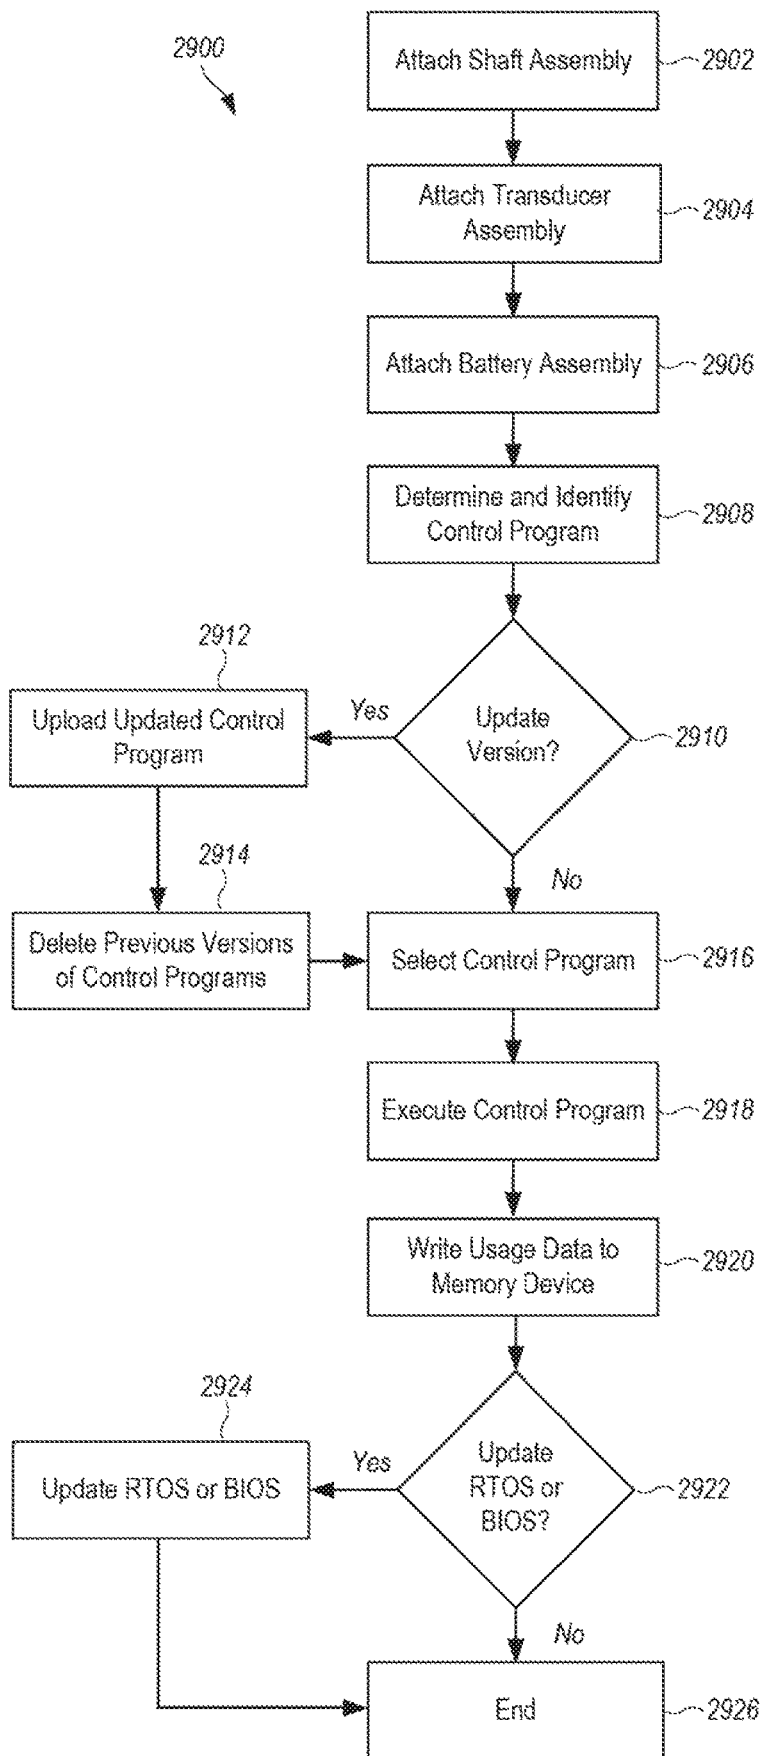 2900
Attach Shaft Assembly
2902
Attach Transducer
Assembly
2904
Attach Battery Assembly
2906
Determine and Identify
Control Program
2908
Update
Version?
2910
Yes
2912
Upload Updated Control
Program
2914
Delete Previous Versions
of Control Programs
No
Select Control Program
2916
Execute Control Program
2918
Write Usage Data to
Memory Device
2920
Update
RTOS or
BIOS?
2922
Yes
2924
Update RTOS or BIOS
No
End
2926